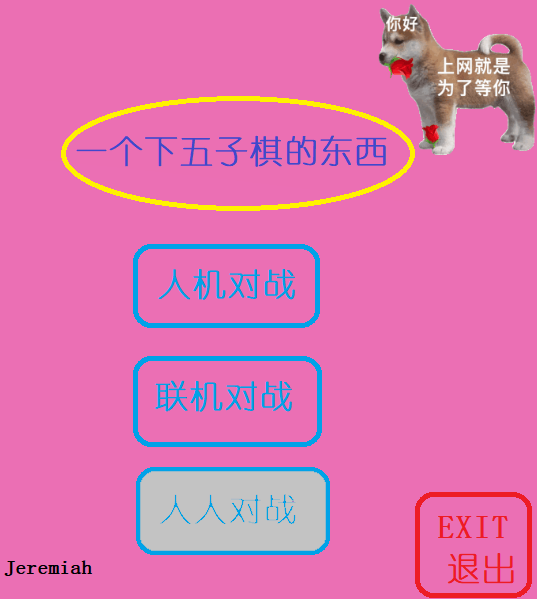 你好
上网就是
为了等你
一个下五子棋的东西
人机对战
联机对战
人人对战
EXIT
退出
Jeremiah